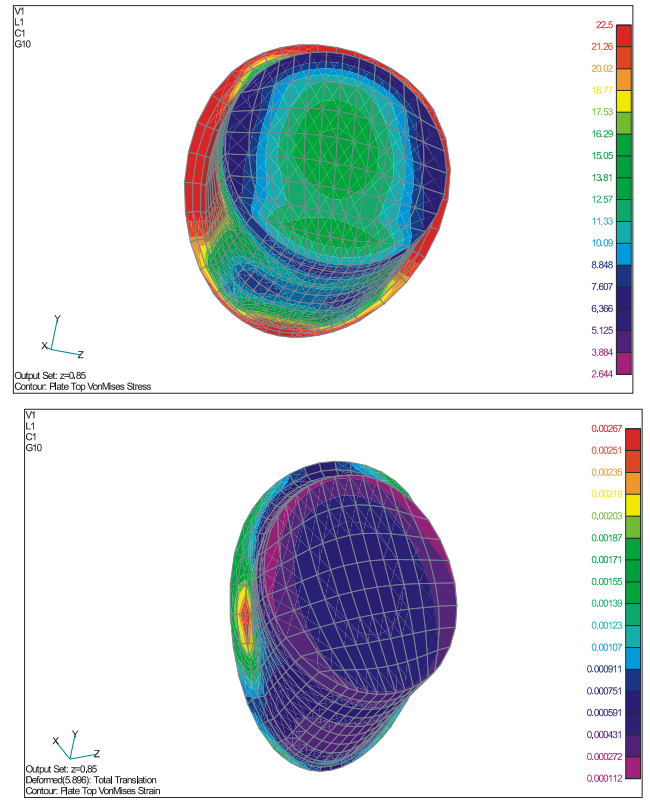 V1
L1
C1
G10
22.5
21.26
20.02
18.77
17.53
16.29
15.05
13.81
12.57
11.33
10.09
8.848
7.607
6.366
5.125
3.884
2.644
Y
X
Z
Output Set: z=0.85
Contour: Plate Top VonMises Stress
V1
L1
C1
G10
0.00267
0.00251
0.00235
0.00219
0.00203
0.00187
0.00171
0.00155
0.00139
0.00123
0.00107
0.000911
0.000751
0.000591
0.000431
0.000272
0.000112
X Y
Z
Output Set: z=0.85
Deformed(5.896): Total Translation
Contour: Plate Top VonMises Strain